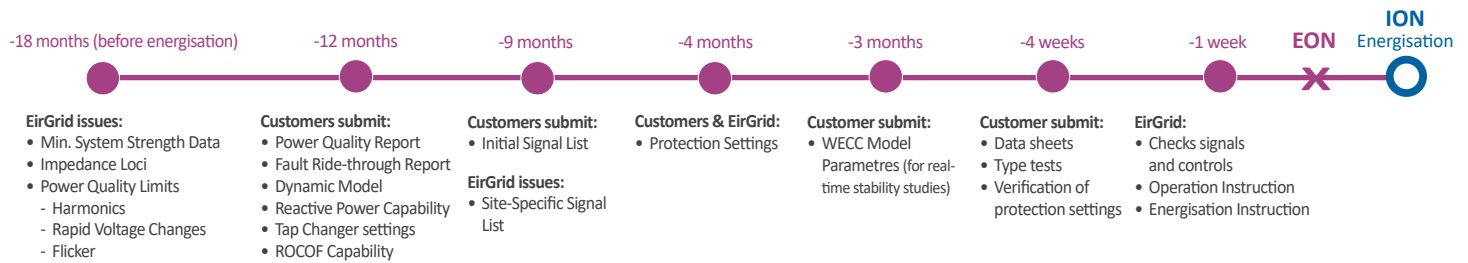 -18 months (before energisation)
-12 months
-9 months
-4 months
-3 months
-4 weeks
-1 week
EON
ION
Energisation
EirGrid issues:
• Min. System Strength Data
• Impedance Loci
• Power Quality Limits
- Harmonics
- Rapid Voltage Changes
- Flicker
Customers submit:
• Power Quality Report
• Fault Ride-through Report
• Dynamic Model
• Reactive Power Capability
• Tap Changer settings
• ROCOF Capability
Customers submit:
• Initial Signal List
EirGrid issues:
• Site-Specific Signal
List
Customers & EirGrid:
• Protection Settings
Customer submit:
• WECC Model
Parametres (for real-
time stability studies)
Customer submit:
• Data sheets
• Type tests
• Verification of
protection settings
EirGrid:
• Checks signals
and controls
• Operation Instruction
• Energisation Instruction